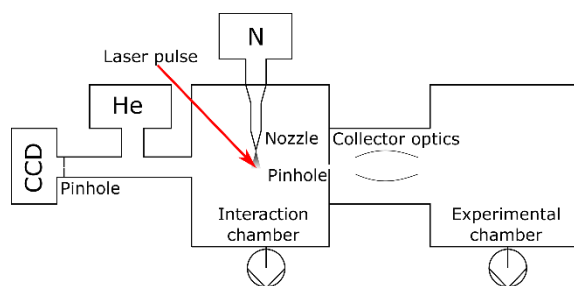 N
Laser pulse
He
Nozzle
Collector optics
CCD
Pinhole
Pinhole
Interaction
chamber
Experimental
chamber